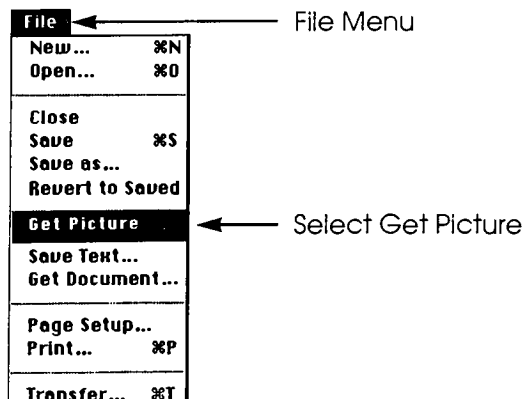 File File Menu
New... ⌘N
Open... ⌘O
Close
Save ⌘S
Save as...
Revert to Saved
Get Picture Select Get Picture
Save Text...
Get Document...
Page Setup...
Print... ⌘P
Transfer... ⌘T